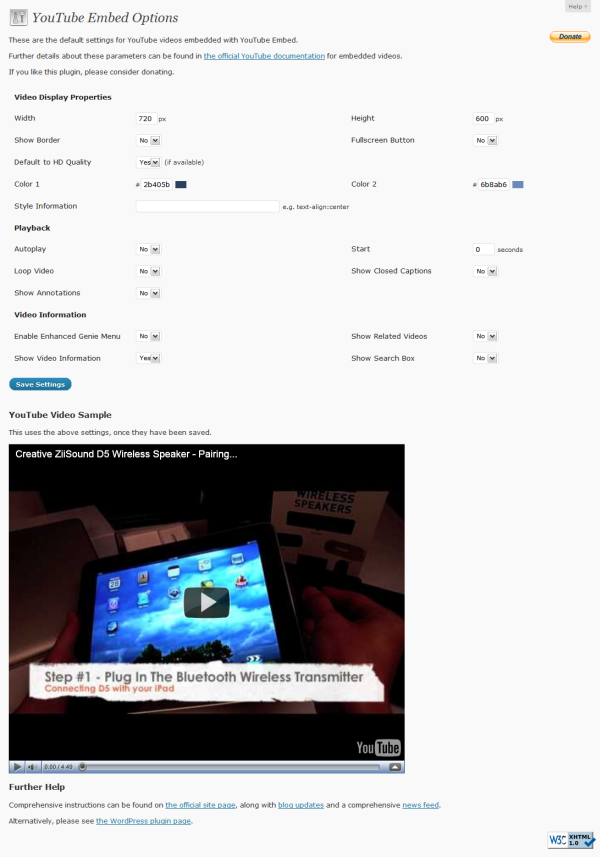 Help
YouTube Embed Options
These are the default settings for YouTube videos embedded with YouTube Embed.
Donate
Further details about these parameters can be found in the official YouTube documentation for embedded videos.
If you like this plugin, please consider donating.
Video Display Properties
Width 720 px Height 600 px
Show Border No Fullscreen Button No
Default to HD Quality Yes (if available)
Color 1 # 2b405b Color 2 # 6b8ab6
Style Information e.g. text-align:center
Playback
Autoplay No Start 0 seconds
Loop Video No Show Closed Captions No
Show Annotations No
Video Information
Enable Enhanced Genie Menu No Show Related Videos No
Show Video Information Yes Show Search Box No
Save Settings
YouTube Video Sample
This uses the above settings, once they have been saved.
Creative ZiiSound D5 Wireless Speaker - Pairing...
WIRELESS
SPEAKERS
Step #1 - Plug In The Bluetooth Wireless Transmitter
Connecting D5 with your iPad
YouTube
0:00 / 4:49
Further Help
Comprehensive instructions can be found on the official site page, along with blog updates and a comprehensive news feed.
Alternatively, please see the WordPress plugin page.
W3C XHTML 1.0